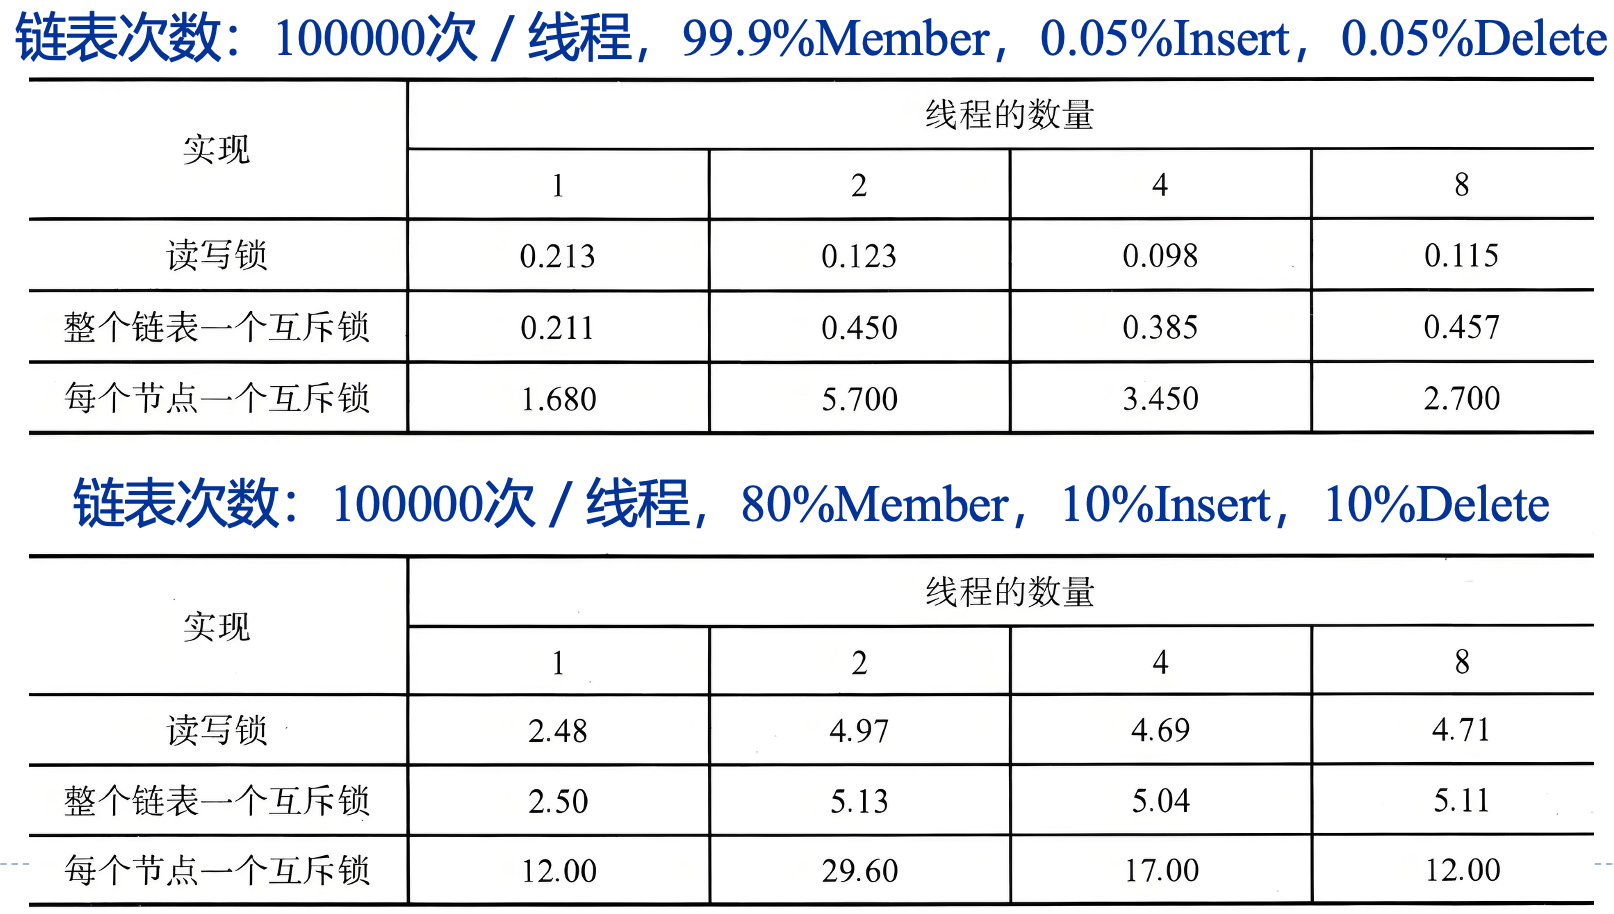 链表次数：100000次 / 线程，99.9%Member，0.05%Insert，0.05%Delete
实现
线程的数量
1 2 4 8
读写锁 0.213 0.123 0.098 0.115
整个链表一个互斥锁 0.211 0.450 0.385 0.457
每个节点一个互斥锁 1.680 5.700 3.450 2.700
链表次数：100000次 / 线程，80%Member，10%Insert，10%Delete
实现
线程的数量
1 2 4 8
读写锁 2.48 4.97 4.69 4.71
整个链表一个互斥锁 2.50 5.13 5.04 5.11
每个节点一个互斥锁 12.00 29.60 17.00 12.00